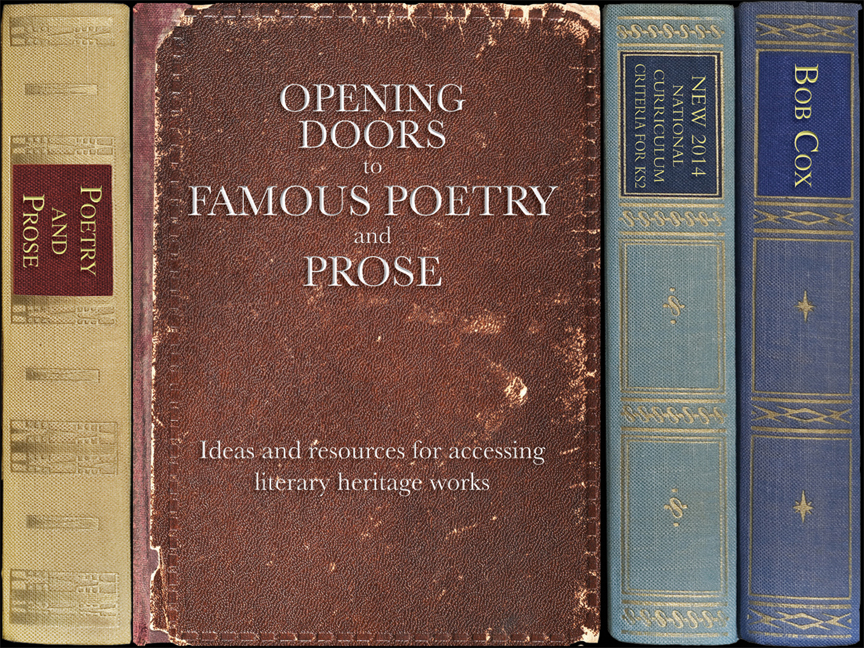 POETRY
AND
PROSE
OPENING
DOORS
to
FAMOUS POETRY
and
PROSE
Ideas and resources for accessing
literary heritage works
NEW 2014
NATIONAL
CURRICULUM
CRITERIA FOR KS2
BOB COX